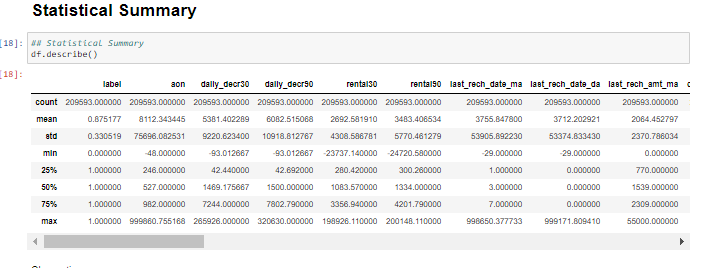 Statistical Summary
[18]: ## Statistical Summary
df.describe()
[18]:
label aon daily_decr30 daily_decr90 rental30 rental90 last_rech_date_ma last_rech_date_da last_rech_amt_ma c
count 209593.000000 209593.000000 209593.000000 209593.000000 209593.000000 209593.000000 209593.000000 209593.000000 209593.000000
mean 0.875177 8112.343445 5381.402289 6082.515068 2692.581910 3483.406534 3755.847800 3712.202921 2064.452797
std 0.330519 75696.082531 9220.623400 10918.812767 4308.586781 5770.461279 53905.892230 53374.833430 2370.786034
min 0.000000 -48.000000 -93.012667 -93.012667 -23737.140000 -24720.580000 -29.000000 -29.000000 0.000000
25% 1.000000 246.000000 42.440000 42.692000 280.420000 300.260000 1.000000 0.000000 770.000000
50% 1.000000 527.000000 1469.175667 1500.000000 1083.570000 1334.000000 3.000000 0.000000 1539.000000
75% 1.000000 982.000000 7244.000000 7802.790000 3356.940000 4201.790000 7.000000 0.000000 2309.000000
max 1.000000 999860.755168 265926.000000 320630.000000 198926.110000 200148.110000 998650.377733 999171.809410 55000.000000